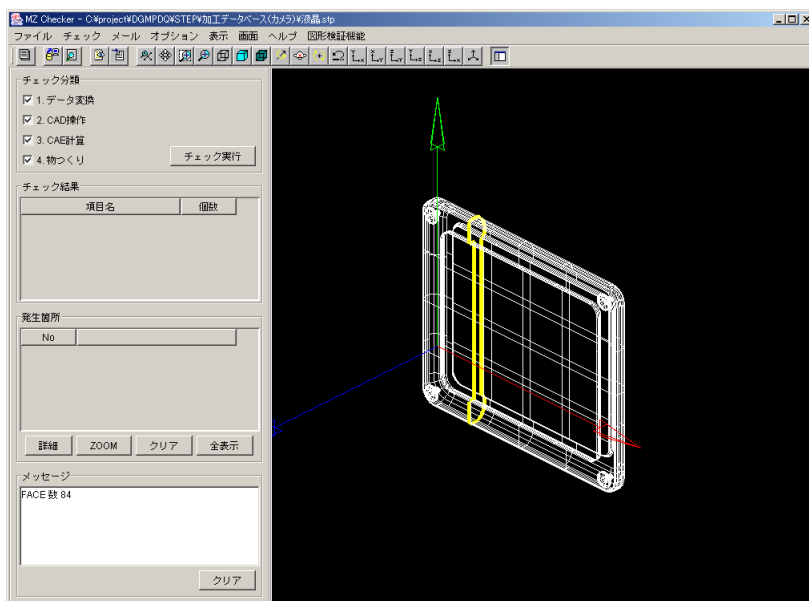 MZ Checker - C:¥project¥DGMPDQ¥STEP¥加工データベース(カメラ)¥液晶.stp
ファイル チェック メール オプション 表示 画面 ヘルプ 図形検証機能
チェック分類
1. データ変換
2. CAD操作
3. CAE計算
4. 物つくり
チェック実行
チェック結果
項目名 個数
発生箇所
No
詳細 ZOOM クリア 全表示
メッセージ
FACE 数 84
クリア